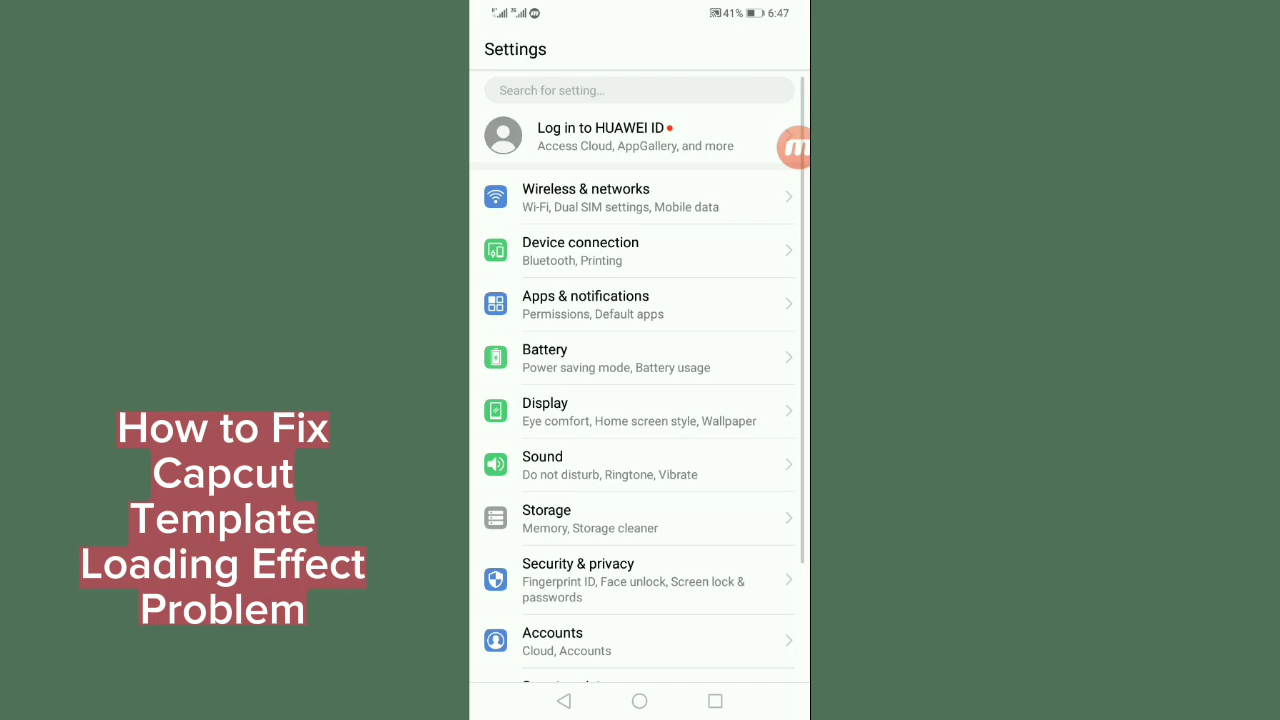 41% 6:47
Settings
Search for setting...
Log in to HUAWEI ID
Access Cloud, AppGallery, and more
Wireless & networks
Wi-Fi, Dual SIM settings, Mobile data
Device connection
Bluetooth, Printing
Apps & notifications
Permissions, Default apps
Battery
Power saving mode, Battery usage
Display
Eye comfort, Home screen style, Wallpaper
Sound
Do not disturb, Ringtone, Vibrate
Storage
Memory, Storage cleaner
Security & privacy
Fingerprint ID, Face unlock, Screen lock &
passwords
Accounts
Cloud, Accounts
How to Fix
Capcut
Template
Loading Effect
Problem